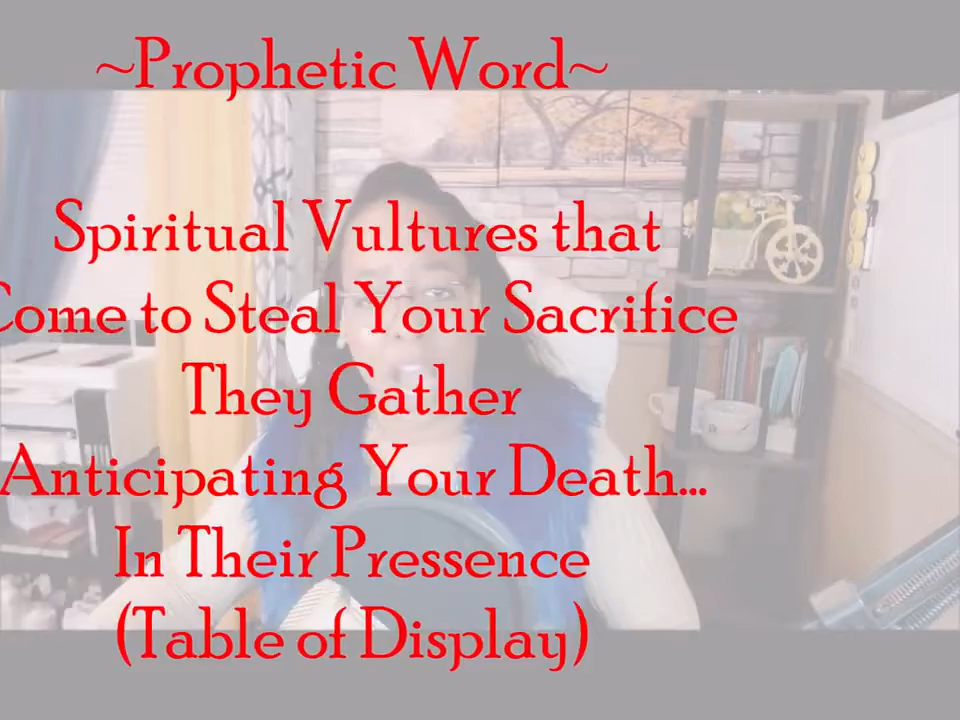 ~Prophetic Word~
Spiritual Vultures that
Come to Steal Your Sacrifice
They Gather
Anticipating Your Death...
In Their Pressence
(Table of Display)